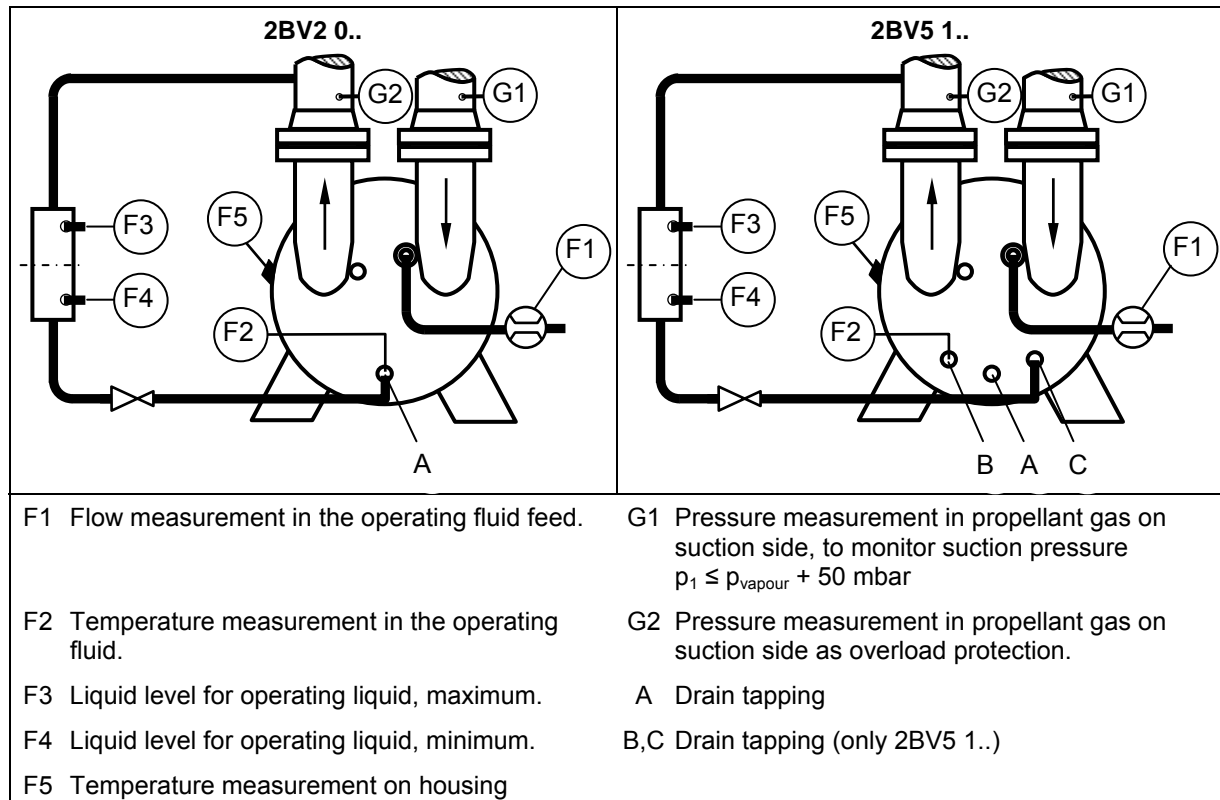 2BV2 0..
G2
G1
F5
F3
F1
F4
F2
A
2BV5 1..
G2
G1
F5
F3
F1
F4
F2
B A C
F1 Flow measurement in the operating fluid feed.
F2 Temperature measurement in the operating
fluid.
F3 Liquid level for operating liquid, maximum.
F4 Liquid level for operating liquid, minimum.
F5 Temperature measurement on housing
G1 Pressure measurement in propellant gas on
suction side, to monitor suction pressure
p₁ ≤ pvapour + 50 mbar
G2 Pressure measurement in propellant gas on
suction side as overload protection.
A Drain tapping
B,C Drain tapping (only 2BV5 1..)